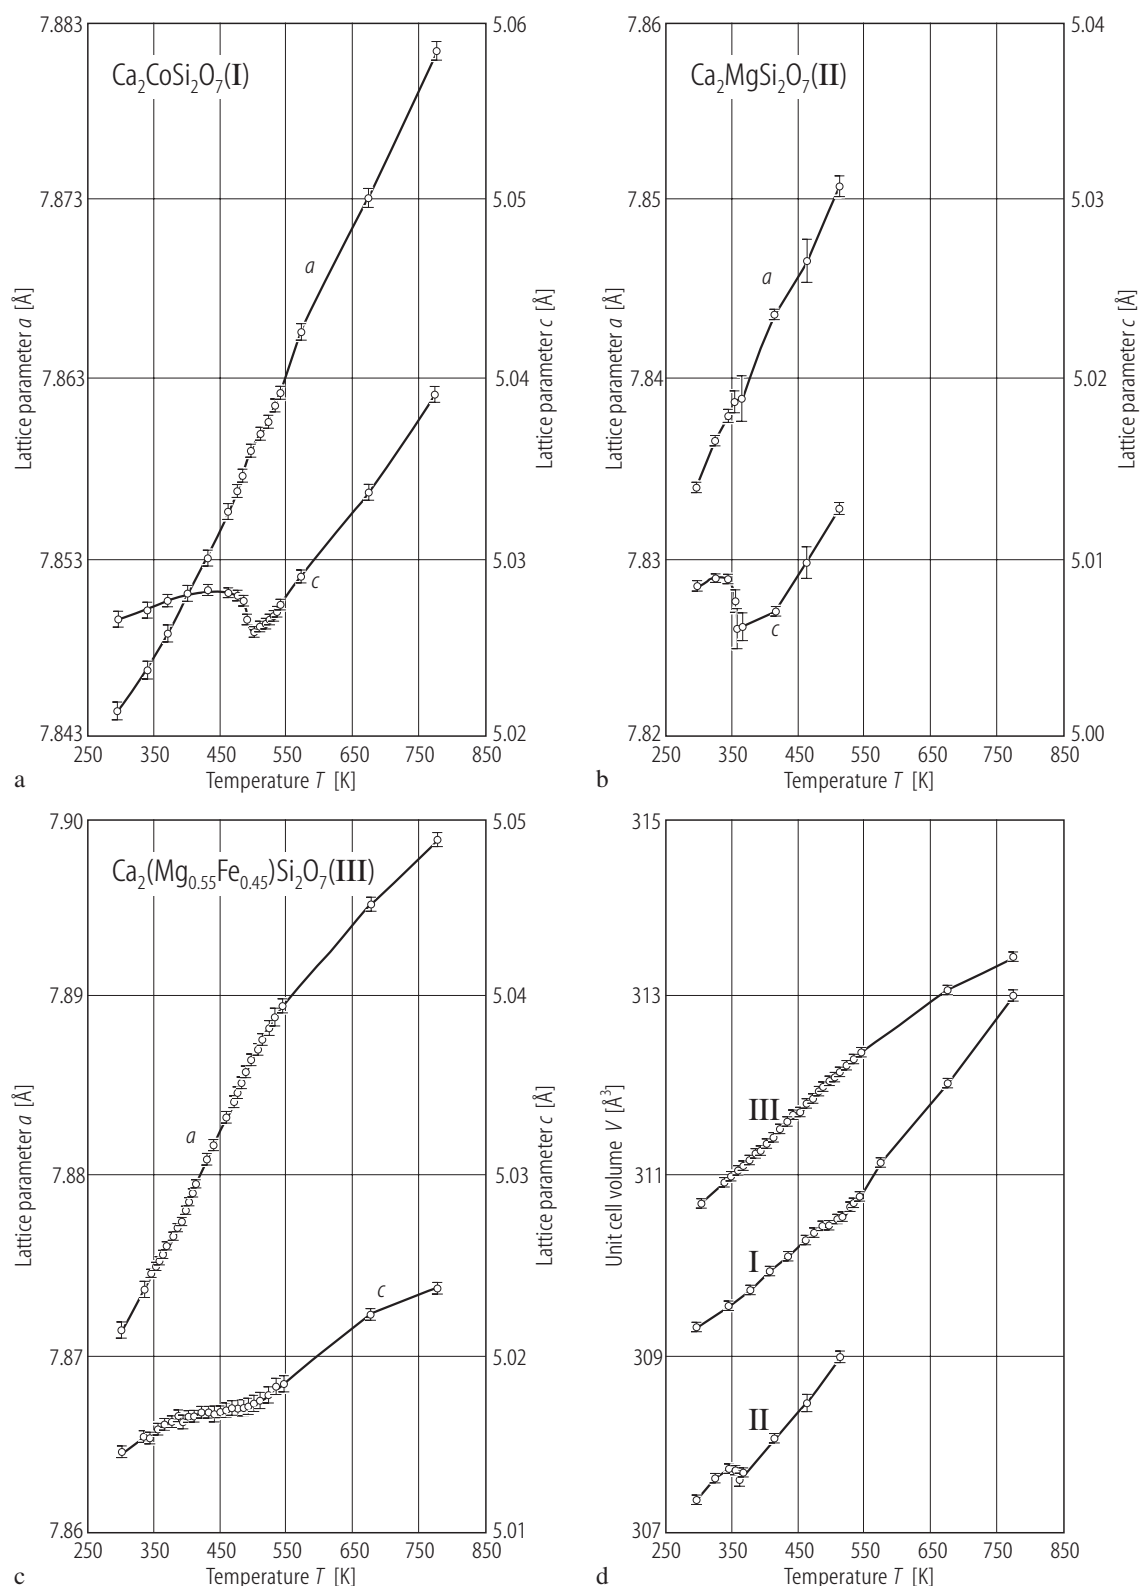 7.883
5.06
Ca₂CoSi₂O₇(I)
7.873
5.05
a
Lattice parameter a [Å]
Lattice parameter c [Å]
7.863
5.04
7.853
5.03
c
7.843
5.02
250 350 450 550 650 750 850
a
Temperature T [K]
7.86
5.04
Ca₂MgSi₂O₇(II)
7.85
5.03
a
Lattice parameter a [Å]
Lattice parameter c [Å]
7.84
5.02
7.83
5.01
c
7.82
5.00
250 350 450 550 650 750 850
b
Temperature T [K]
7.90
5.05
Ca₂(Mg₀.₅₅Fe₀.₄₅)Si₂O₇(III)
7.89
5.04
Lattice parameter a [Å]
Lattice parameter c [Å]
a
7.88
5.03
c
7.87
5.02
7.86
5.01
250 350 450 550 650 750 850
c
Temperature T [K]
315
313
Unit cell volume V [Å³]
III
311
I
309
II
307
250 350 450 550 650 750 850
d
Temperature T [K]